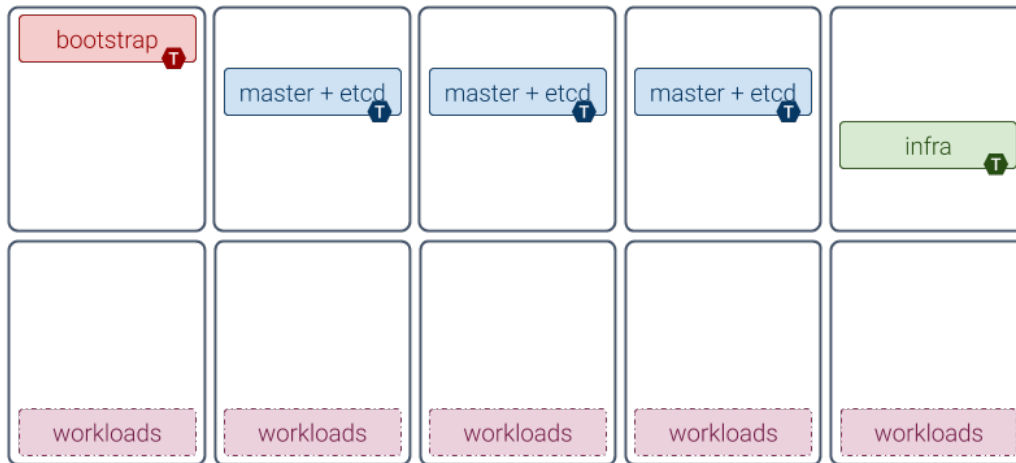 bootstrap
T
master + etcd
T
master + etcd
T
master + etcd
T
infra
T
workloads
workloads
workloads
workloads
workloads